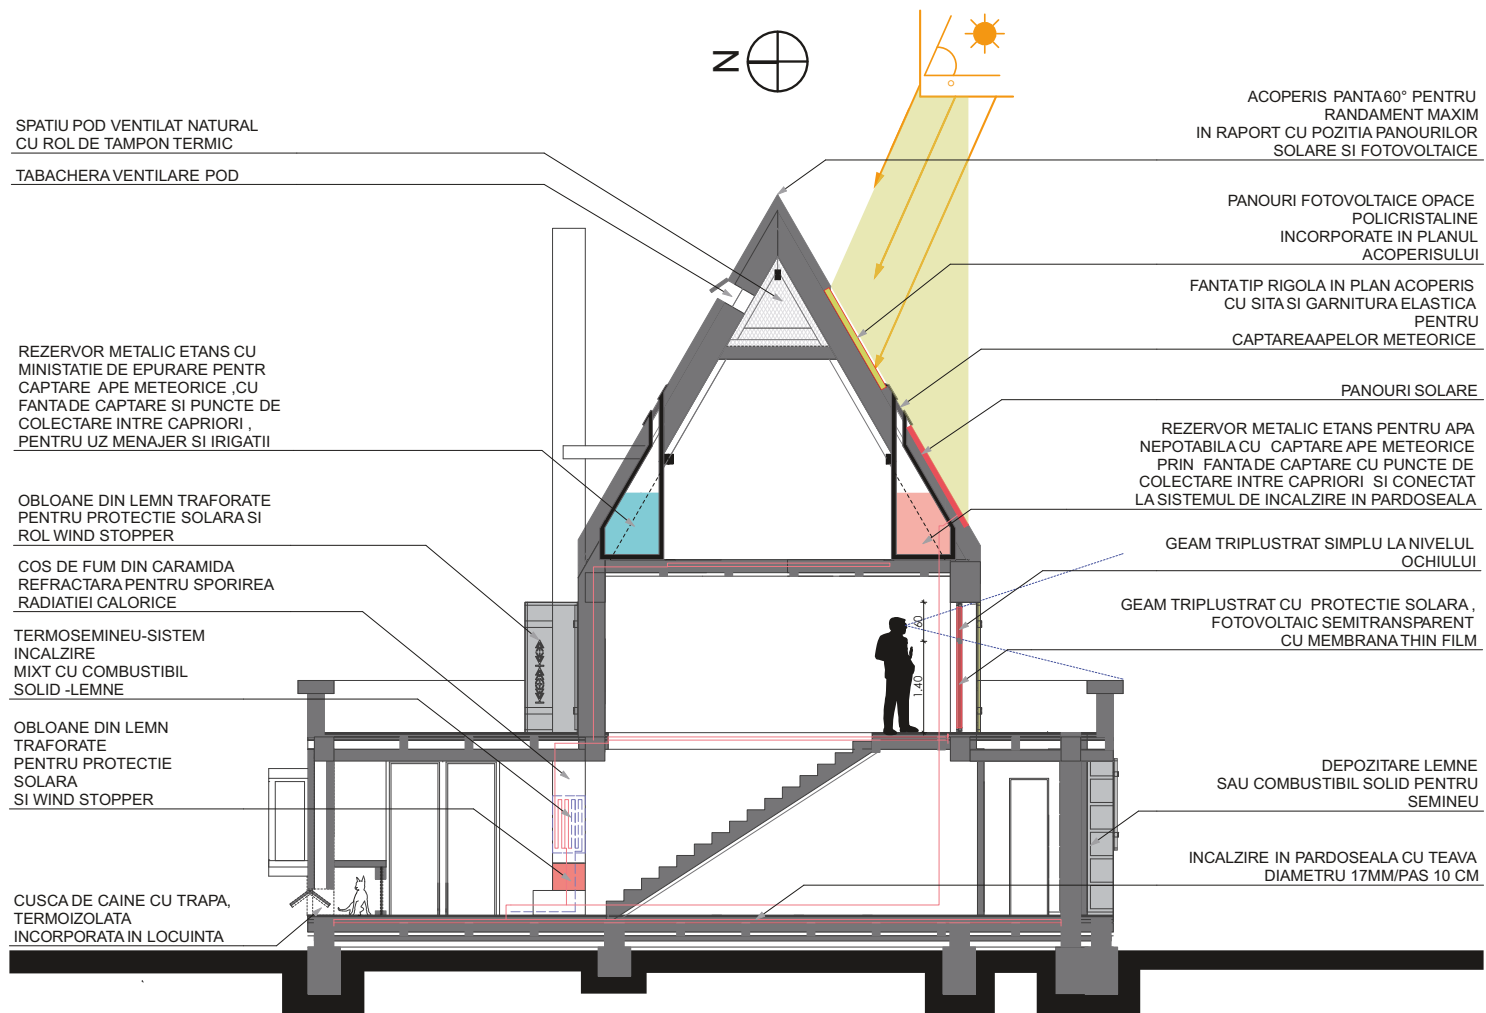 N
SPATIU POD VENTILAT NATURAL
CU ROL DE TAMPON TERMIC
TABACHERA VENTILARE POD
REZERVOR METALIC ETANS CU
MINISTATIE DE EPURARE PENTR
CAPTARE APE METEORICE ,CU
FANTA DE CAPTARE SI PUNCTE DE
COLECTARE INTRE CAPRIORI ,
PENTRU UZ MENAJER SI IRIGATII
OBLOANE DIN LEMN TRAFORATE
PENTRU PROTECTIE SOLARA SI
ROL WIND STOPPER
COS DE FUM DIN CARAMIDA
REFRACTARA PENTRU SPORIREA
RADIATIEI CALORICE
TERMOSEMINEU-SISTEM
INCALZIRE
MIXT CU COMBUSTIBIL
SOLID -LEMNE
OBLOANE DIN LEMN
TRAFORATE
PENTRU PROTECTIE
SOLARA
SI WIND STOPPER
CUSCA DE CAINE CU TRAPA,
TERMOIZOLATA
INCORPORATA IN LOCUINTA
ACOPERIS PANTA 60° PENTRU
RANDAMENT MAXIM
IN RAPORT CU POZITIA PANOURILOR
SOLARE SI FOTOVOLTAICE
PANOURI FOTOVOLTAICE OPACE
POLICRISTALINE
INCORPORATE IN PLANUL
ACOPERISULUI
FANTA TIP RIGOLA IN PLAN ACOPERIS
CU SITA SI GARNITURA ELASTICA
PENTRU
CAPTAREA APELOR METEORICE
PANOURI SOLARE
REZERVOR METALIC ETANS PENTRU APA
NEPOTABILA CU CAPTARE APE METEORICE
PRIN FANTA DE CAPTARE CU PUNCTE DE
COLECTARE INTRE CAPRIORI SI CONECTAT
LA SISTEMUL DE INCALZIRE IN PARDOSEALA
GEAM TRIPLUSTRAT SIMPLU LA NIVELUL
OCHIULUI
GEAM TRIPLUSTRAT CU PROTECTIE SOLARA ,
FOTOVOLTAIC SEMITRANSPARENT
CU MEMBRANA THIN FILM
60
1.40
DEPOZITARE LEMNE
SAU COMBUSTIBIL SOLID PENTRU
SEMINEU
INCALZIRE IN PARDOSEALA CU TEAVA
DIAMETRU 17MM/PAS 10 CM